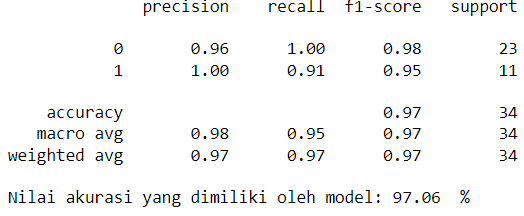 precision recall f1-score support
0 0.96 1.00 0.98 23
1 1.00 0.91 0.95 11
accuracy 0.97 34
macro avg 0.98 0.95 0.97 34
weighted avg 0.97 0.97 0.97 34
Nilai akurasi yang dimiliki oleh model: 97.06 %